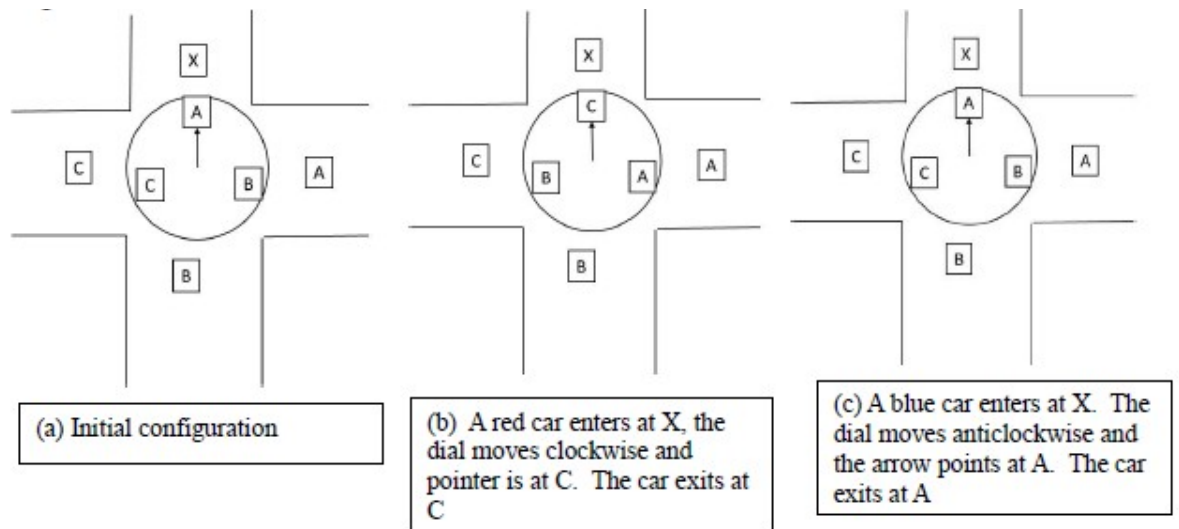 X
A
C
C
B
A
B
(a) Initial configuration
X
C
C
B
A
A
B
(b) A red car enters at X, the
dial moves clockwise and
pointer is at C. The car exits at
C
X
A
C
C
B
A
B
(c) A blue car enters at X. The
dial moves anticlockwise and
the arrow points at A. The car
exits at A